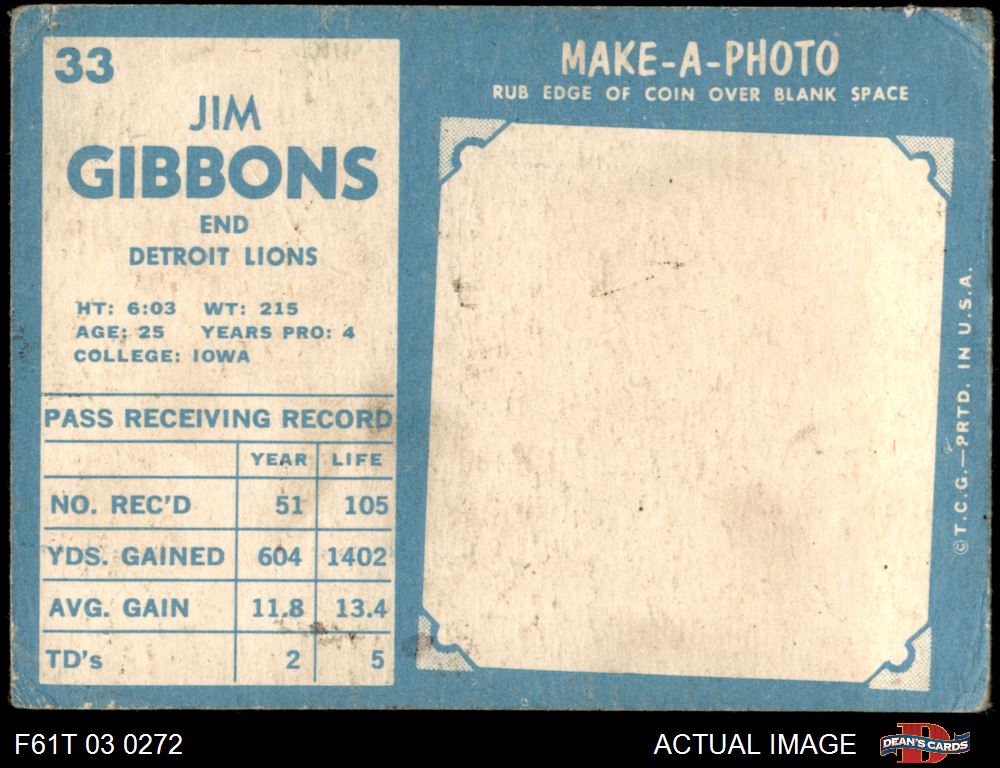 33
JIM
GIBBONS
END
DETROIT LIONS
HT: 6:03 WT: 215
AGE: 25 YEARS PRO: 4
COLLEGE: IOWA
PASS RECEIVING RECORD
YEAR LIFE
NO. REC'D 51 105
YDS. GAINED 604 1402
AVG. GAIN 11.8 13.4
TD's 2 5
MAKE-A-PHOTO
RUB EDGE OF COIN OVER BLANK SPACE
© T.C.G.—PRTD. IN U.S.A.
F61T 03 0272
ACTUAL IMAGE
DEAN'S CARDS